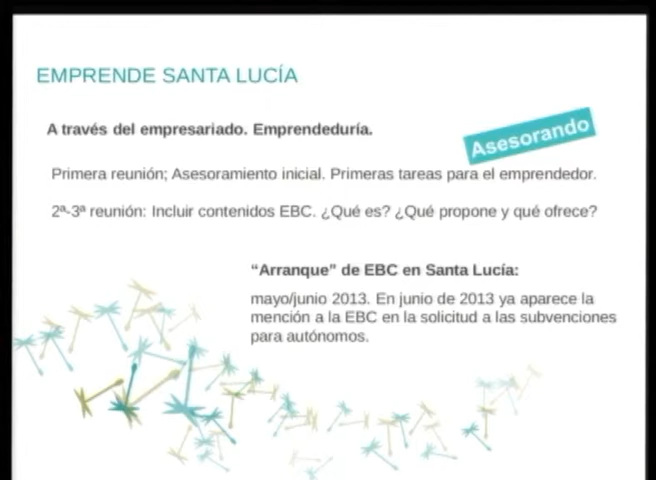 EMPRENDE SANTA LUCÍA
A través del empresariado. Emprendeduría.
Asesorando
Primera reunión; Asesoramiento inicial. Primeras tareas para el emprendedor.
2ª-3ª reunión: Incluir contenidos EBC. ¿Qué es? ¿Qué propone y qué ofrece?
“Arranque” de EBC en Santa Lucía:
mayo/junio 2013. En junio de 2013 ya aparece la
mención a la EBC en la solicitud a las subvenciones
para autónomos.